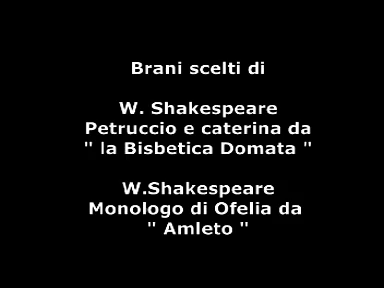 Brani scelti di
W. Shakespeare
Petruccio e caterina da
" la Bisbetica Domata "
W.Shakespeare
Monologo di Ofelia da
" Amleto "